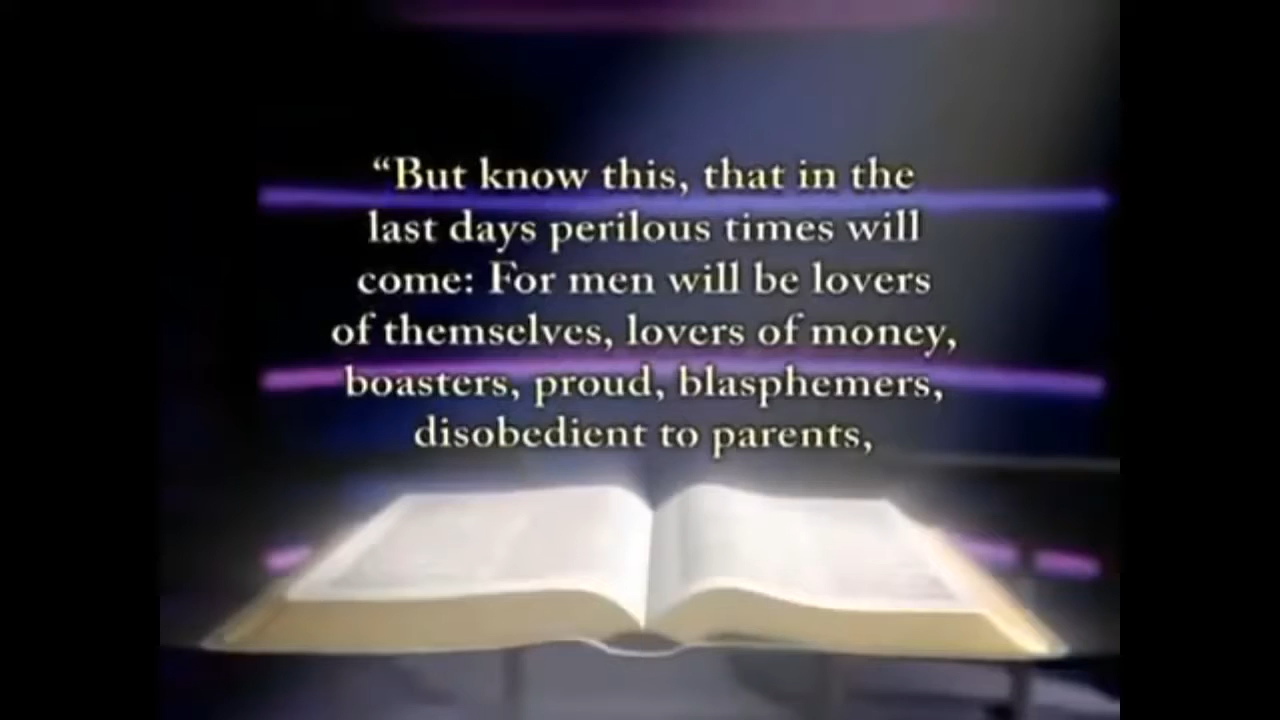 “But know this, that in the
last days perilous times will
come: For men will be lovers
of themselves, lovers of money,
boasters, proud, blasphemers,
disobedient to parents,